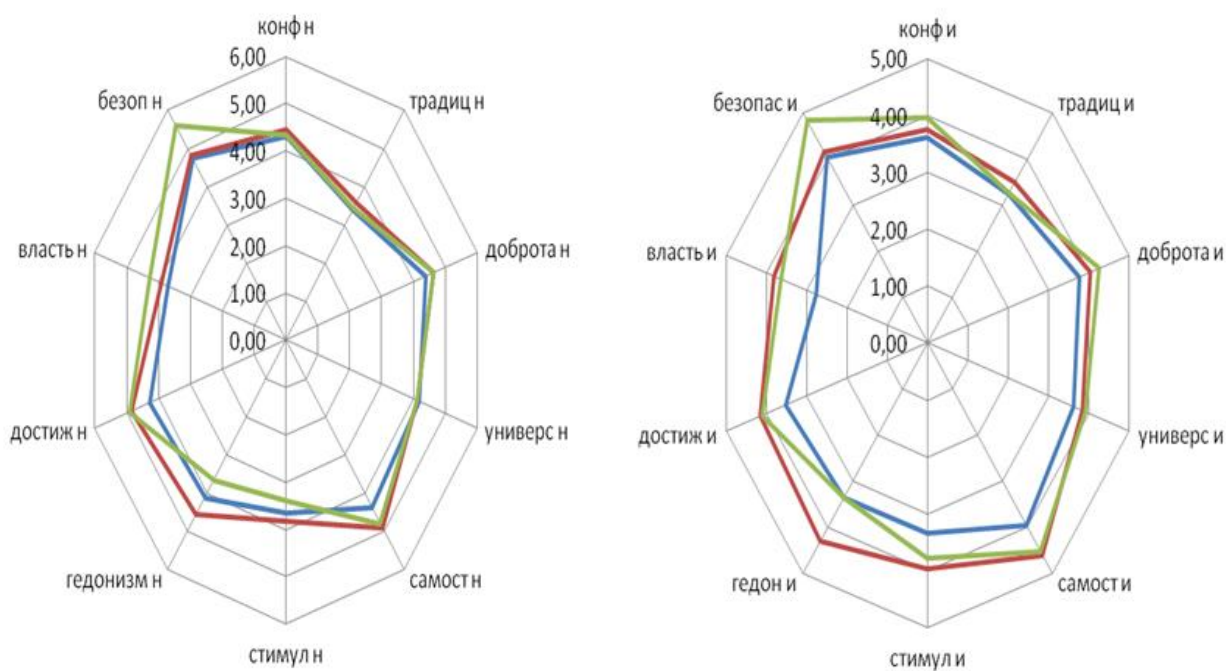 конф н
6,00
5,00
4,00
3,00
2,00
1,00
0,00
традиц н
доброта н
универс н
самост н
стимул н
гедонизм н
достиж н
власть н
безоп н
конф и
5,00
4,00
3,00
2,00
1,00
0,00
традиц и
доброта и
универс и
самост и
стимул и
гедон и
достиж и
власть и
безопас и